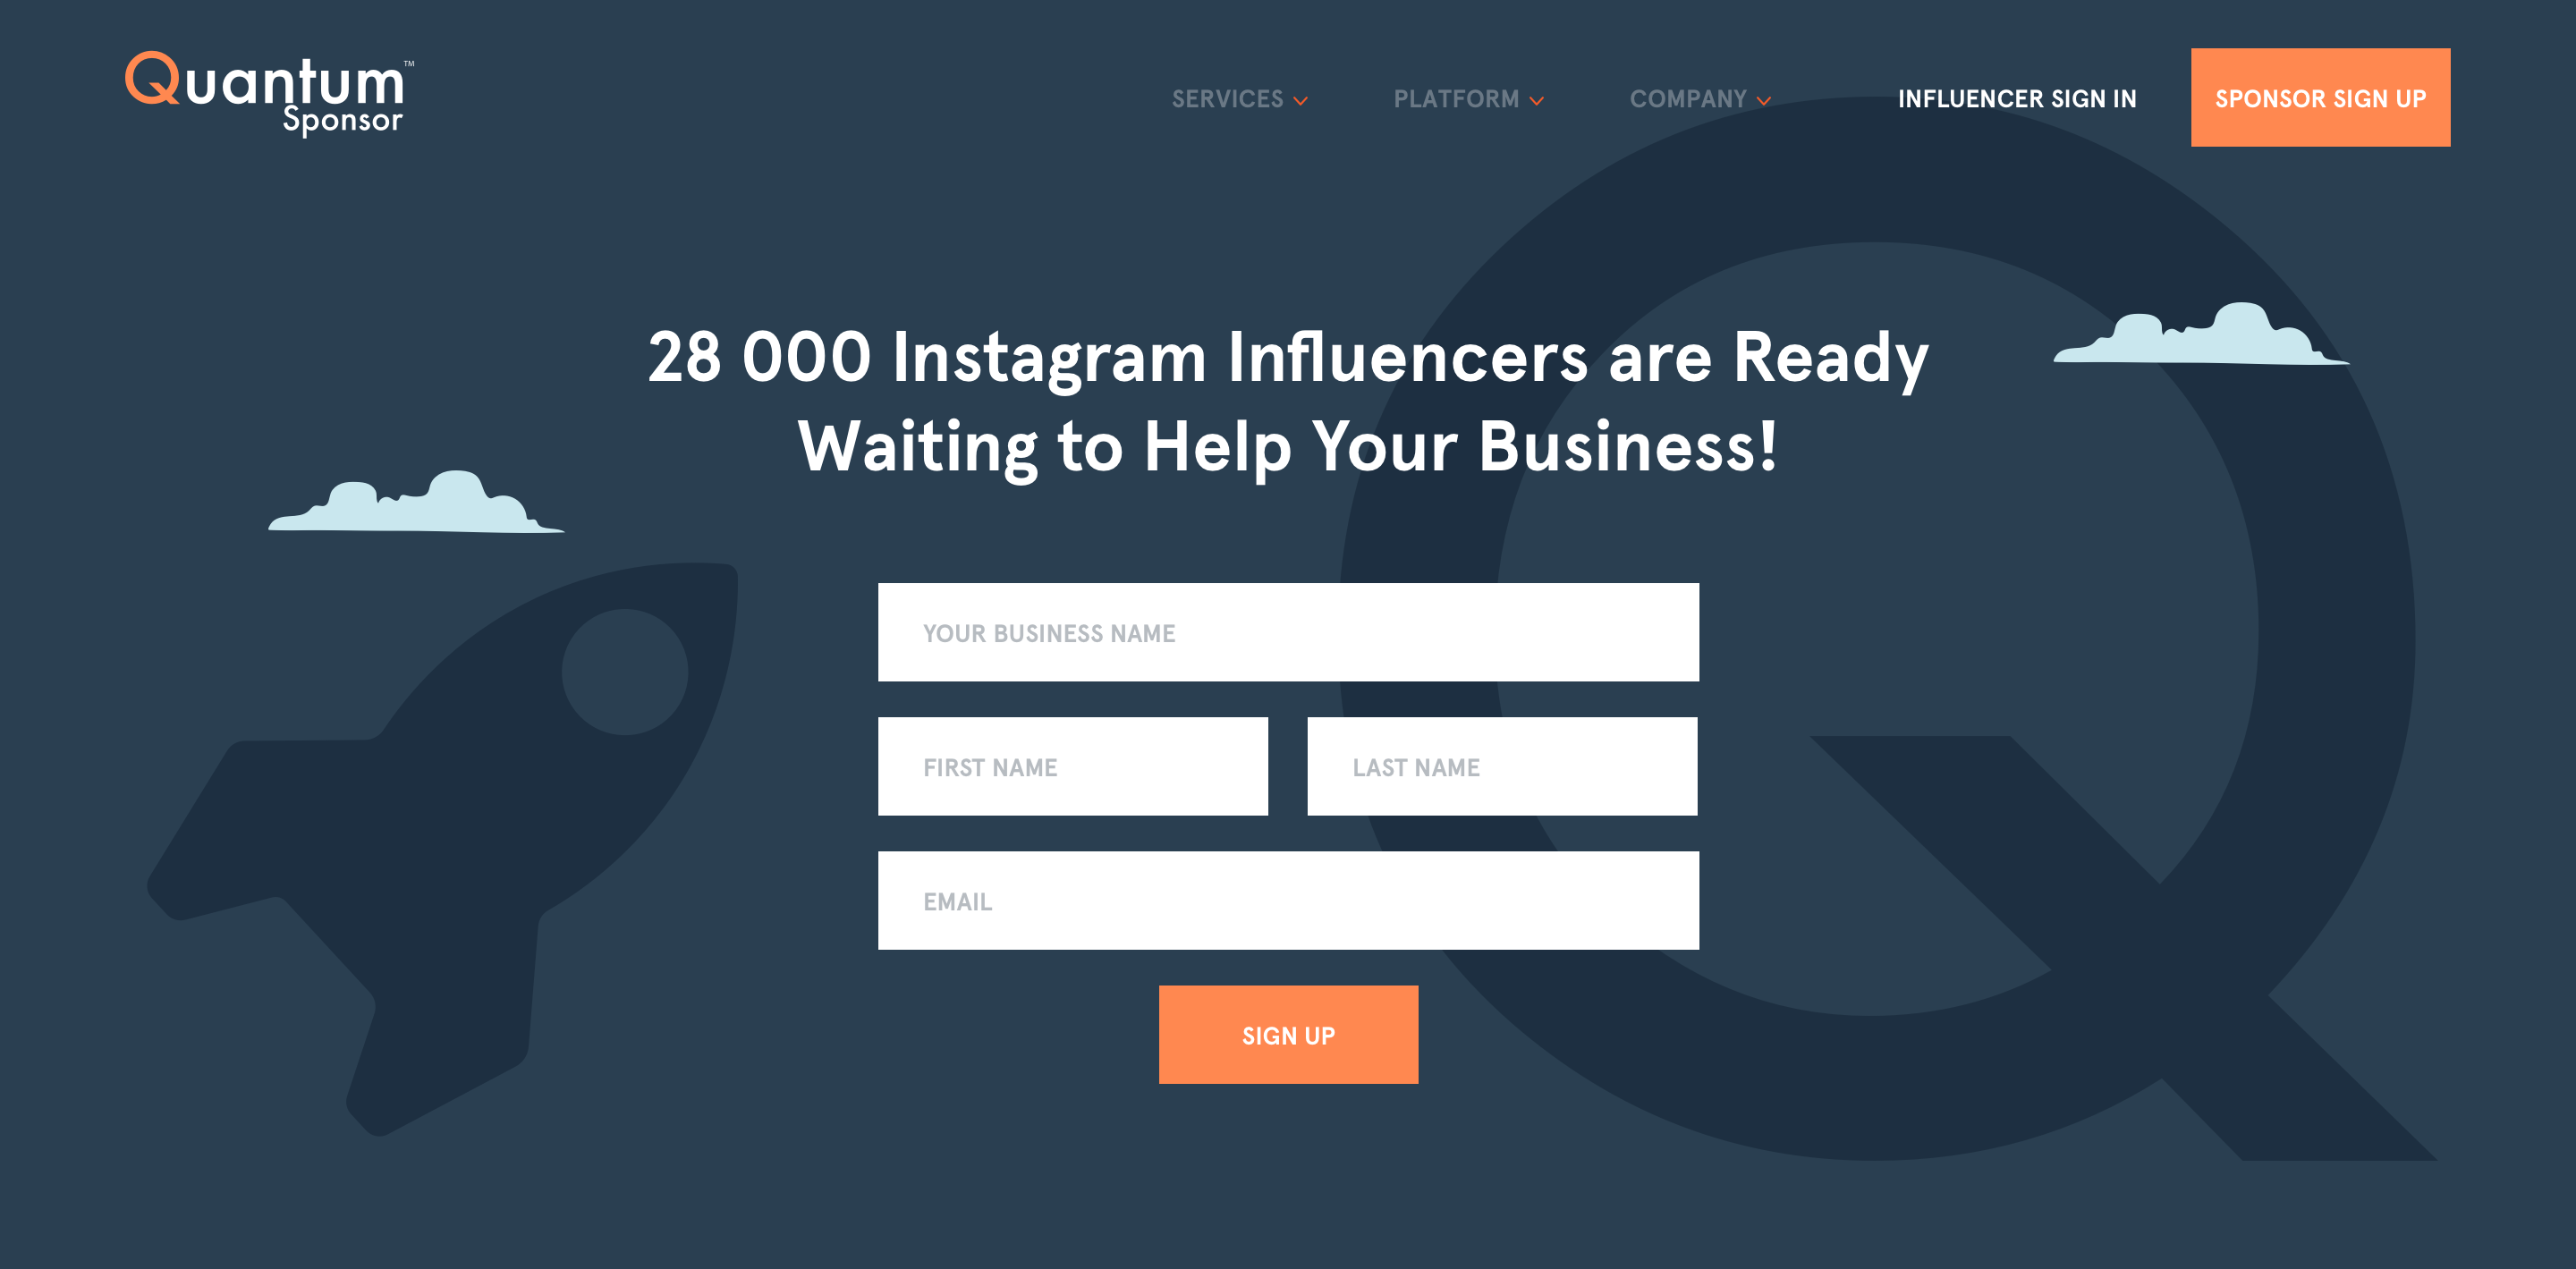 Quantum™
Sponsor
SERVICES
PLATFORM
COMPANY
INFLUENCER SIGN IN
SPONSOR SIGN UP
28 000 Instagram Influencers are Ready
Waiting to Help Your Business!
YOUR BUSINESS NAME
FIRST NAME
LAST NAME
EMAIL
SIGN UP